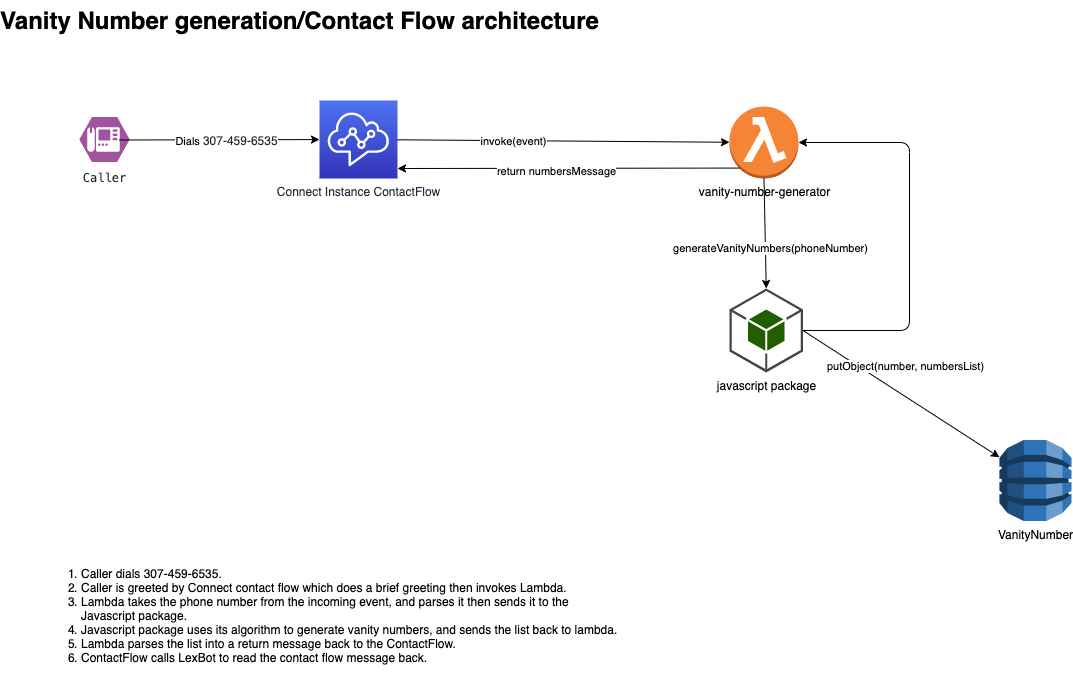 Vanity Number generation/Contact Flow architecture
Dials 307-459-6535
invoke(event)
return numbersMessage
Caller
Connect Instance ContactFlow
vanity-number-generator
generateVanityNumbers(phoneNumber)
putObject(number, numbersList)
javascript package
VanityNumber
1. Caller dials 307-459-6535.
2. Caller is greeted by Connect contact flow which does a brief greeting then invokes Lambda.
3. Lambda takes the phone number from the incoming event, and parses it then sends it to the
Javascript package.
4. Javascript package uses its algorithm to generate vanity numbers, and sends the list back to lambda.
5. Lambda parses the list into a return message back to the ContactFlow.
6. ContactFlow calls LexBot to read the contact flow message back.